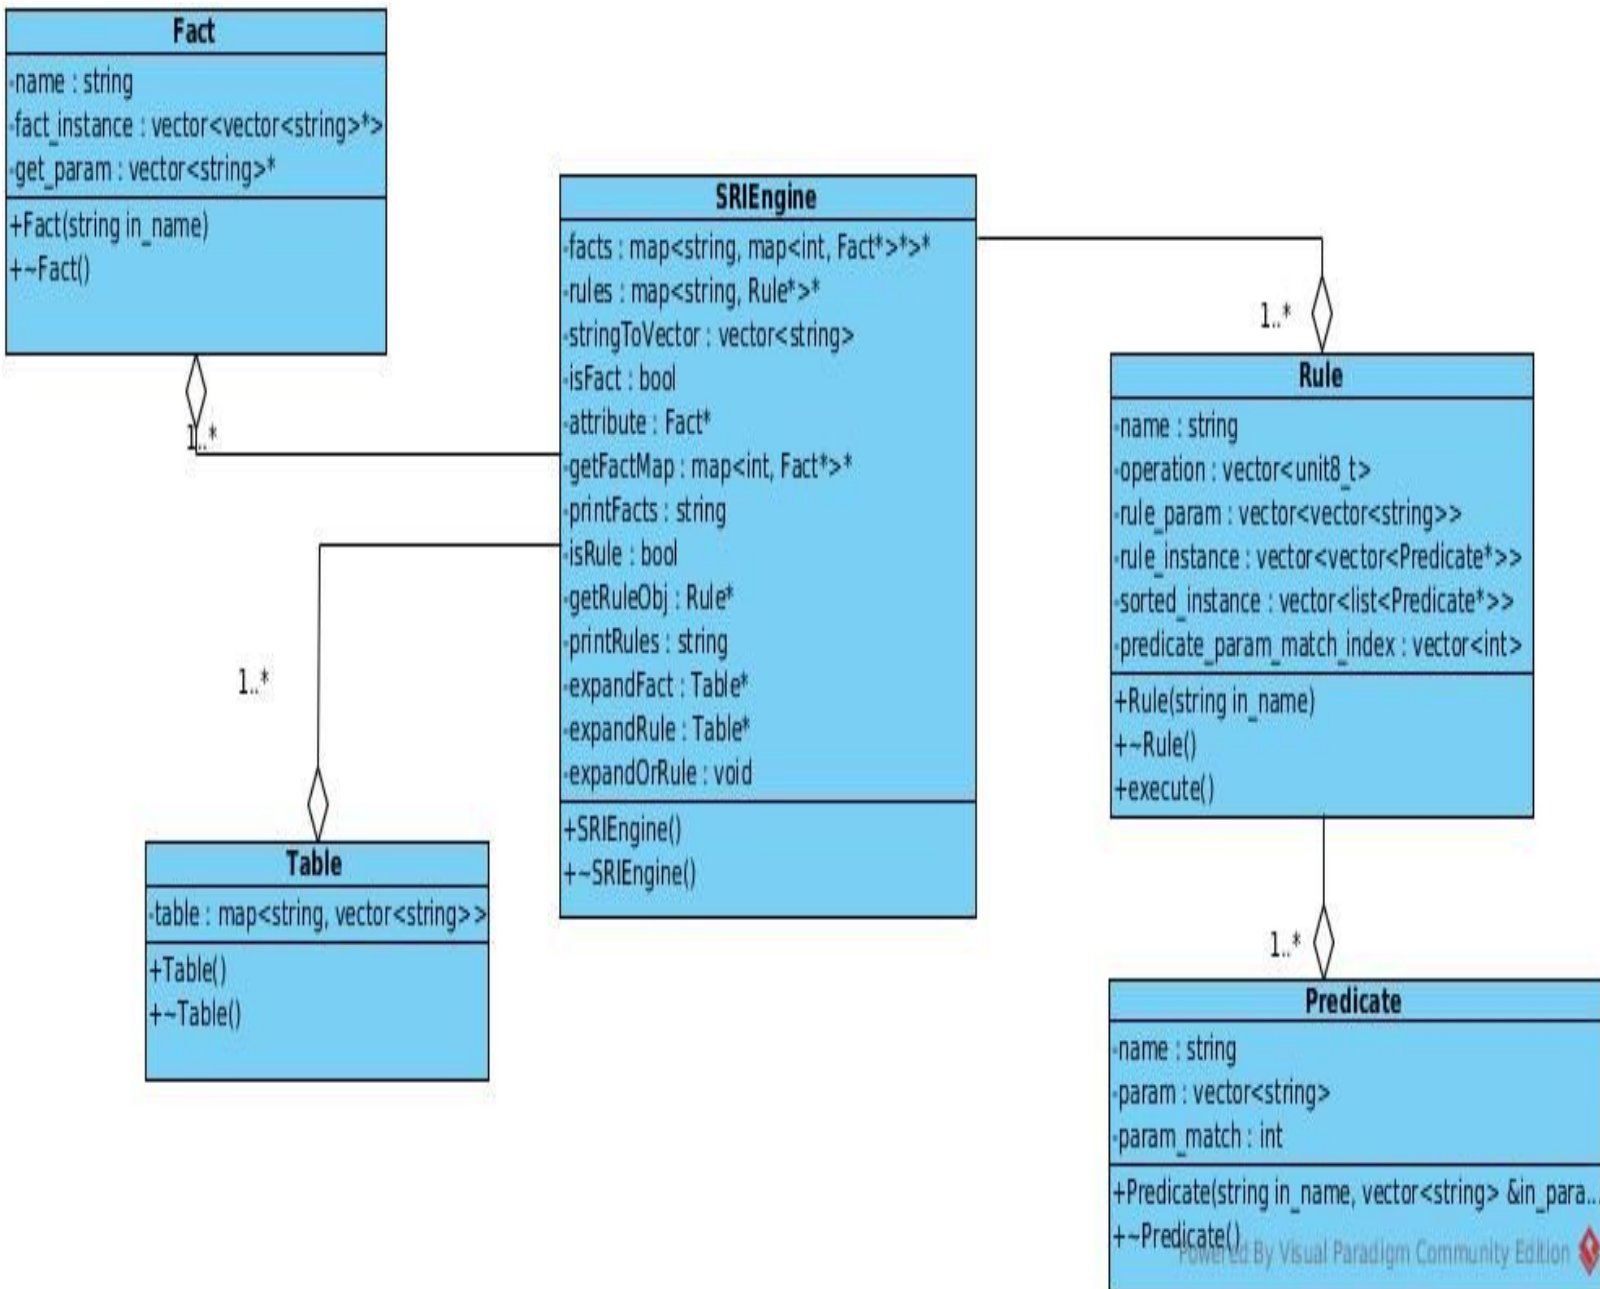 Fact
-name : string
-fact_instance : vector<vector<string>*>
-get_param : vector<string>*
+Fact(string in_name)
+~Fact()
1..*
SRIEngine
-facts : map<string, map<int, Fact*>*>*
-rules : map<string, Rule*>*
-stringToVector : vector<string>
-isFact : bool
-attribute : Fact*
-getFactMap : map<int, Fact*>*
-printFacts : string
-isRule : bool
-getRuleObj : Rule*
-printRules : string
-expandFact : Table*
-expandRule : Table*
-expandOrRule : void
+SRIEngine()
+~SRIEngine()
1..*
Table
-table : map<string, vector<string>>
+Table()
+~Table()
1..*
Rule
-name : string
-operation : vector<unit8_t>
-rule_param : vector<vector<string>>
-rule_instance : vector<vector<Predicate*>>
-sorted_instance : vector<list<Predicate*>>
-predicate_param_match_index : vector<int>
+Rule(string in_name)
+~Rule()
+execute()
1..*
Predicate
-name : string
-param : vector<string>
-param_match : int
+Predicate(string in_name, vector<string> &in_para...
+~Predicate()
Powered By Visual Paradigm Community Edition